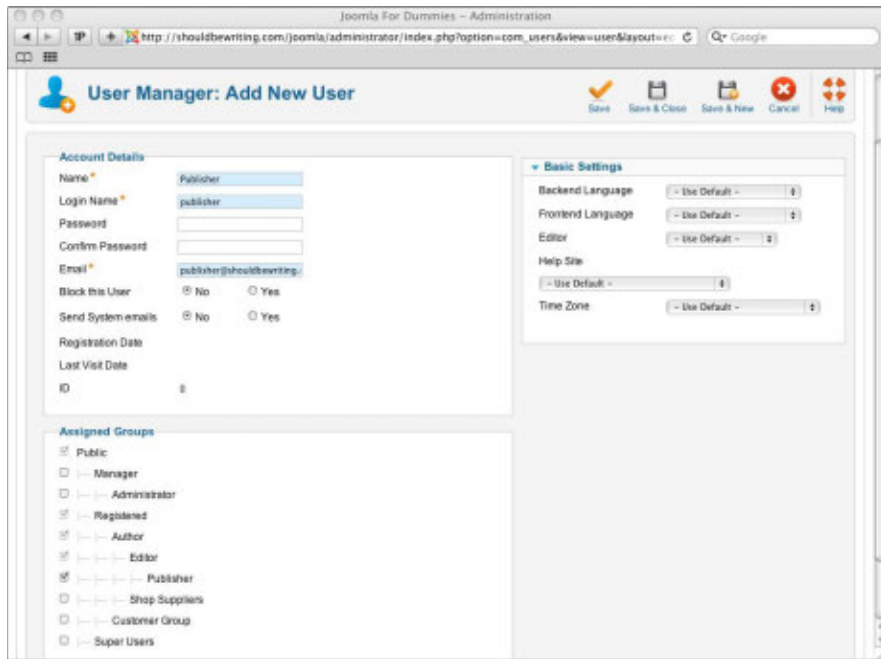 Joomla For Dummies – Administration
http://shouldbewriting.com/joomla/administrator/index.php?option=com_users&view=user&layout=ec
Google
User Manager: Add New User
Save
Save & Close
Save & New
Cancel
Help
Account Details
Name *
Publisher
Login Name *
publisher
Password
Confirm Password
Email *
publisher@shouldbewriting.
Block this User
No
Yes
Send System emails
No
Yes
Registration Date
Last Visit Date
ID
0
Basic Settings
Backend Language
- Use Default -
Frontend Language
- Use Default -
Editor
- Use Default -
Help Site
- Use Default -
Time Zone
- Use Default -
Assigned Groups
Public
Manager
Administrator
Registered
Author
Editor
Publisher
Shop Suppliers
Customer Group
Super Users